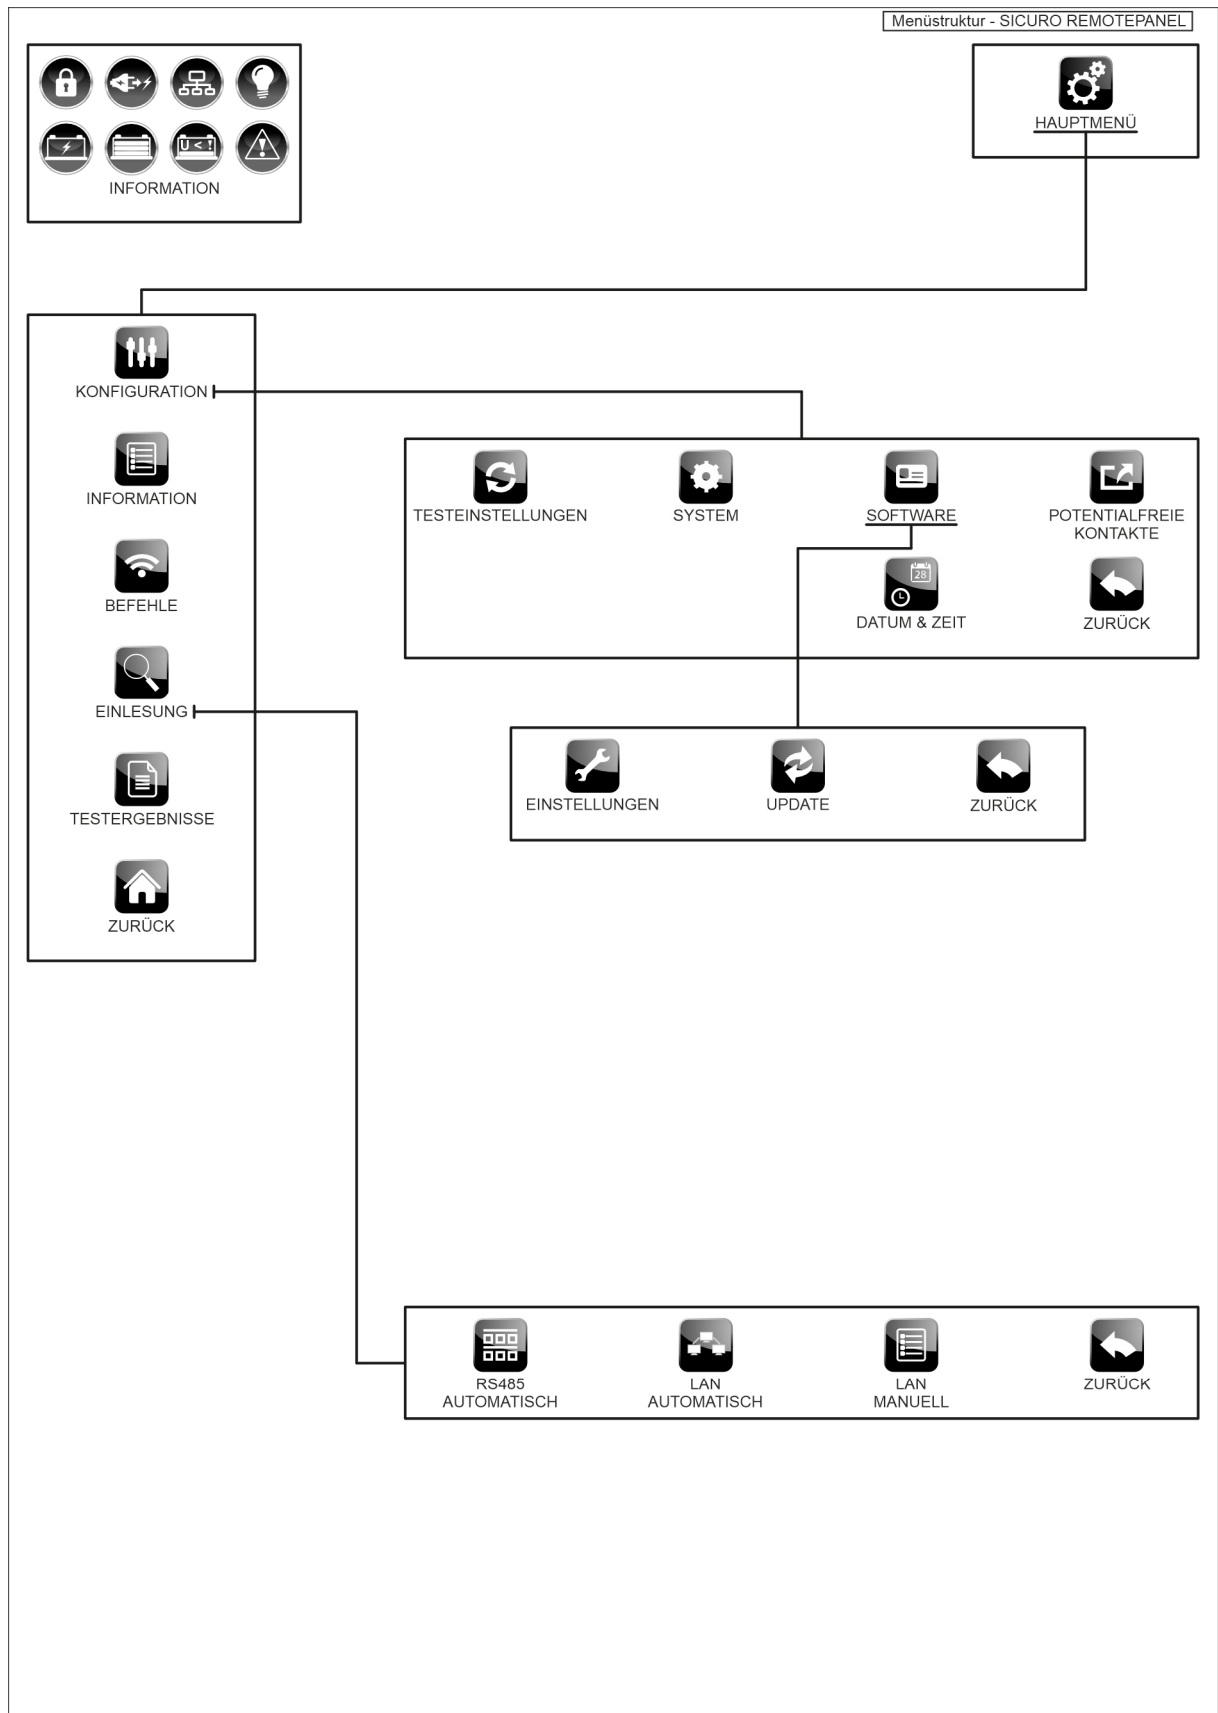 Menüstruktur - SICURO REMOTEPANEL
U < !
INFORMATION
HAUPTMENÜ
KONFIGURATION
INFORMATION
BEFEHLE
EINLESUNG
TESTERGEBNISSE
ZURÜCK
TESTEINSTELLUNGEN
SYSTEM
SOFTWARE
POTENTIALFREIE
KONTAKTE
28
DATUM & ZEIT
ZURÜCK
EINSTELLUNGEN
UPDATE
ZURÜCK
RS485
AUTOMATISCH
LAN
AUTOMATISCH
LAN
MANUELL
ZURÜCK